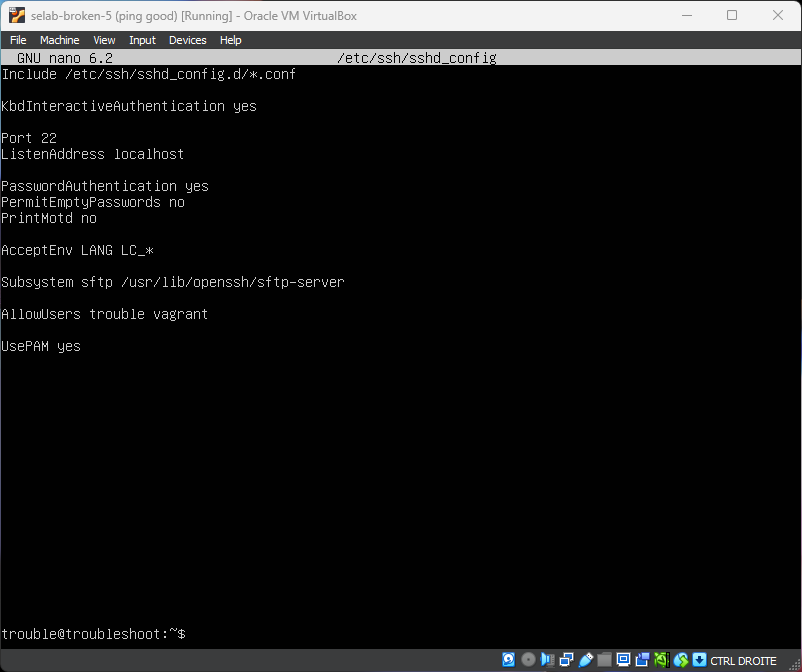 selab-broken-5 (ping good) [Running] - Oracle VM VirtualBox
File Machine View Input Devices Help
GNU nano 6.2 /etc/ssh/sshd_config
Include /etc/ssh/sshd_config.d/*.conf
KbdInteractiveAuthentication yes
Port 22
ListenAddress localhost
PasswordAuthentication yes
PermitEmptyPasswords no
PrintMotd no
AcceptEnv LANG LC_*
Subsystem sftp /usr/lib/openssh/sftp-server
AllowUsers trouble vagrant
UsePAM yes
trouble@troubleshoot:~$
CTRL DROITE